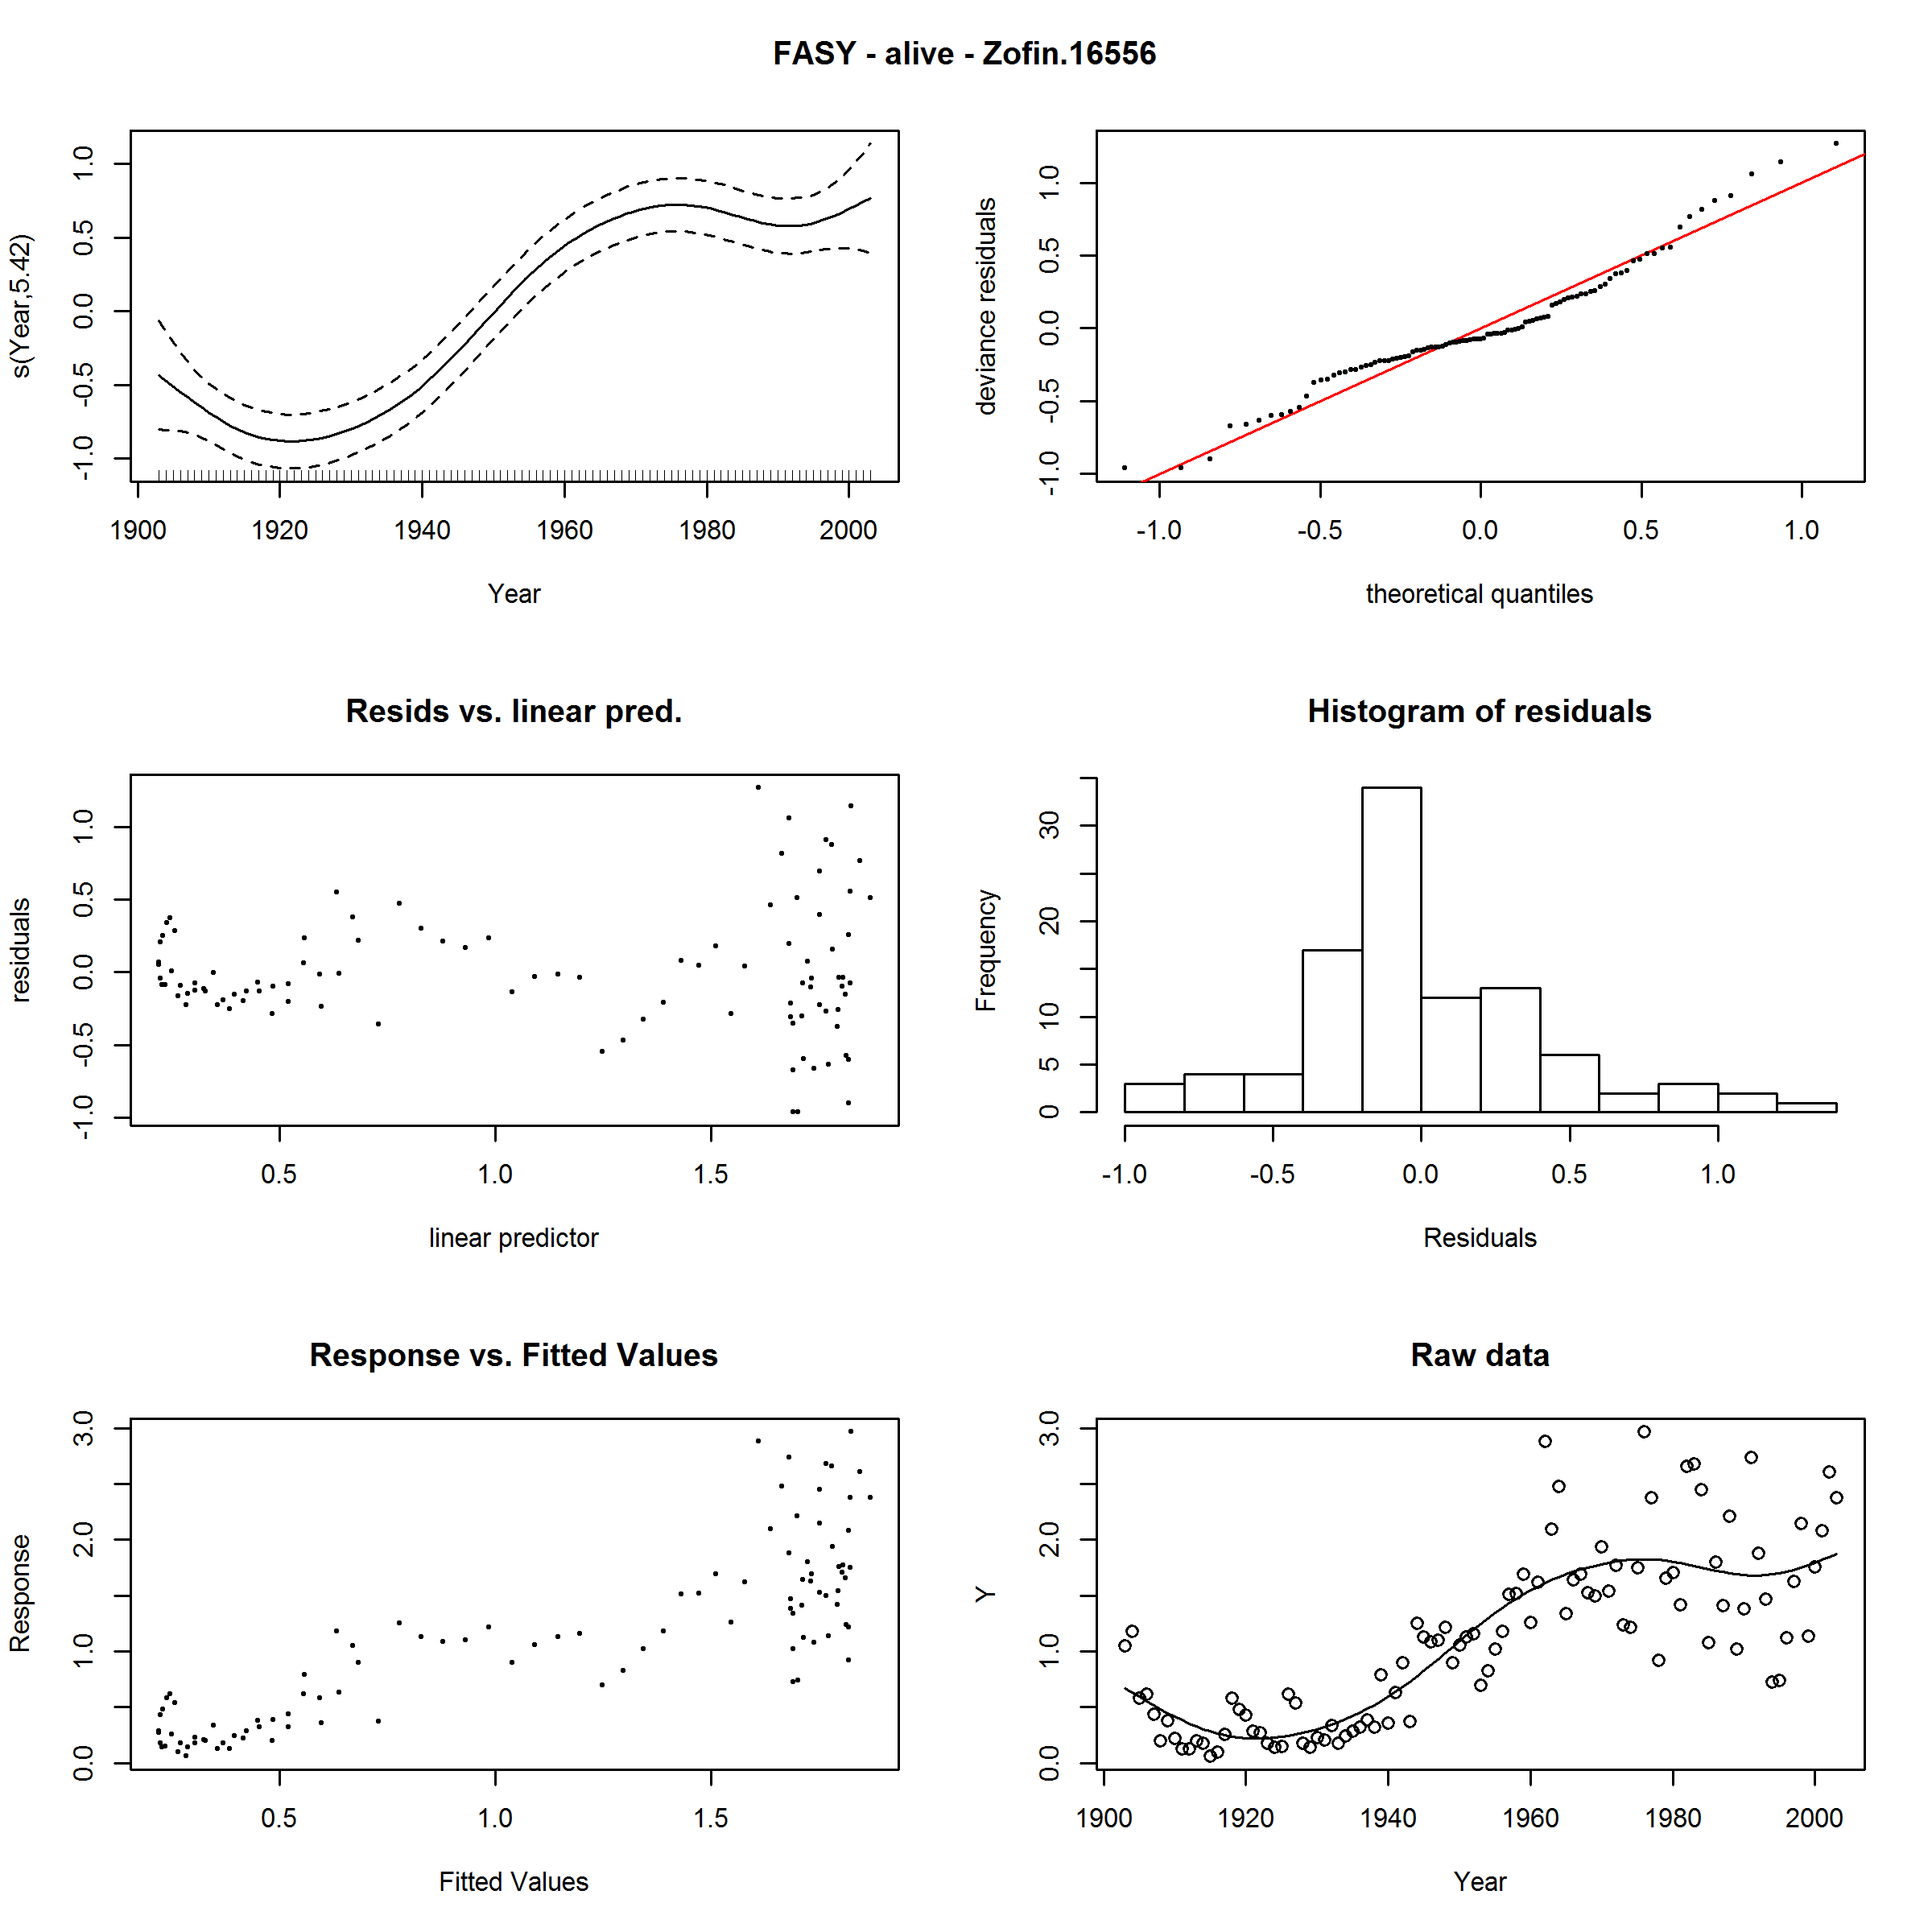 FASY - alive - Zofin.16556
s(Year,5.42)
1.0
0.5
0.0
-0.5
-1.0
1900 1920 1940 1960 1980 2000
Year
deviance residuals
1.0
0.5
0.0
-0.5
-1.0
-1.0 -0.5 0.0 0.5 1.0
theoretical quantiles
Resids vs. linear pred.
residuals
1.0
0.5
0.0
-0.5
-1.0
0.5 1.0 1.5
linear predictor
Histogram of residuals
Frequency
30
20
10
5
0
-1.0 -0.5 0.0 0.5 1.0
Residuals
Response vs. Fitted Values
Response
3.0
2.0
1.0
0.0
0.5 1.0 1.5
Fitted Values
Raw data
Y
3.0
2.0
1.0
0.0
1900 1920 1940 1960 1980 2000
Year